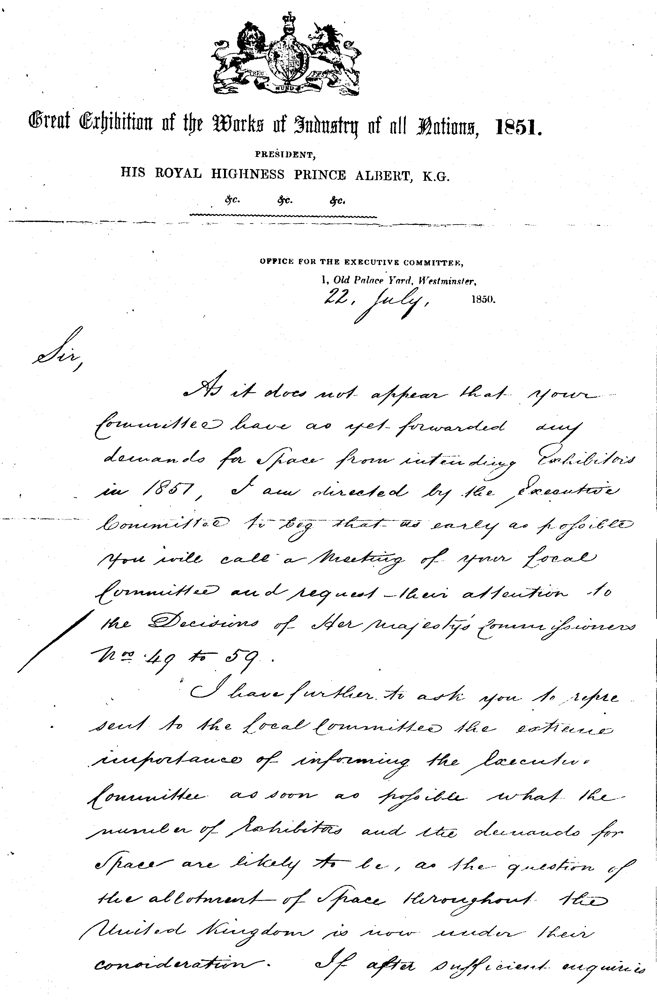 TREU
UND
FEST
Great Exhibition of the Works of Industry of all Nations, 1851.
PRESIDENT,
HIS ROYAL HIGHNESS PRINCE ALBERT, K.G.
&c. &c. &c.
OFFICE FOR THE EXECUTIVE COMMITTEE,
1, Old Palace Yard, Westminster,
22. July, 1850.
Sir,
As it does not appear that your
Committee have as yet forwarded any
demands for Space from intending Exhibitors
in 1851, I am directed by the Executive
Committee to beg that as early as possible
you will call a Meeting of your Local
Committee and request their attention to
the Decisions of Her Majesty's Commissioners
Nos. 49 to 59.
I have further to ask you to repre
sent to the Local Committee the extreme
importance of informing the Executive
Committee as soon as possible what the
number of Exhibitors and the demands for
Space are likely to be, as the question of
the allotment of Space throughout the
United Kingdom is now under their
consideration. If after sufficient enquiries